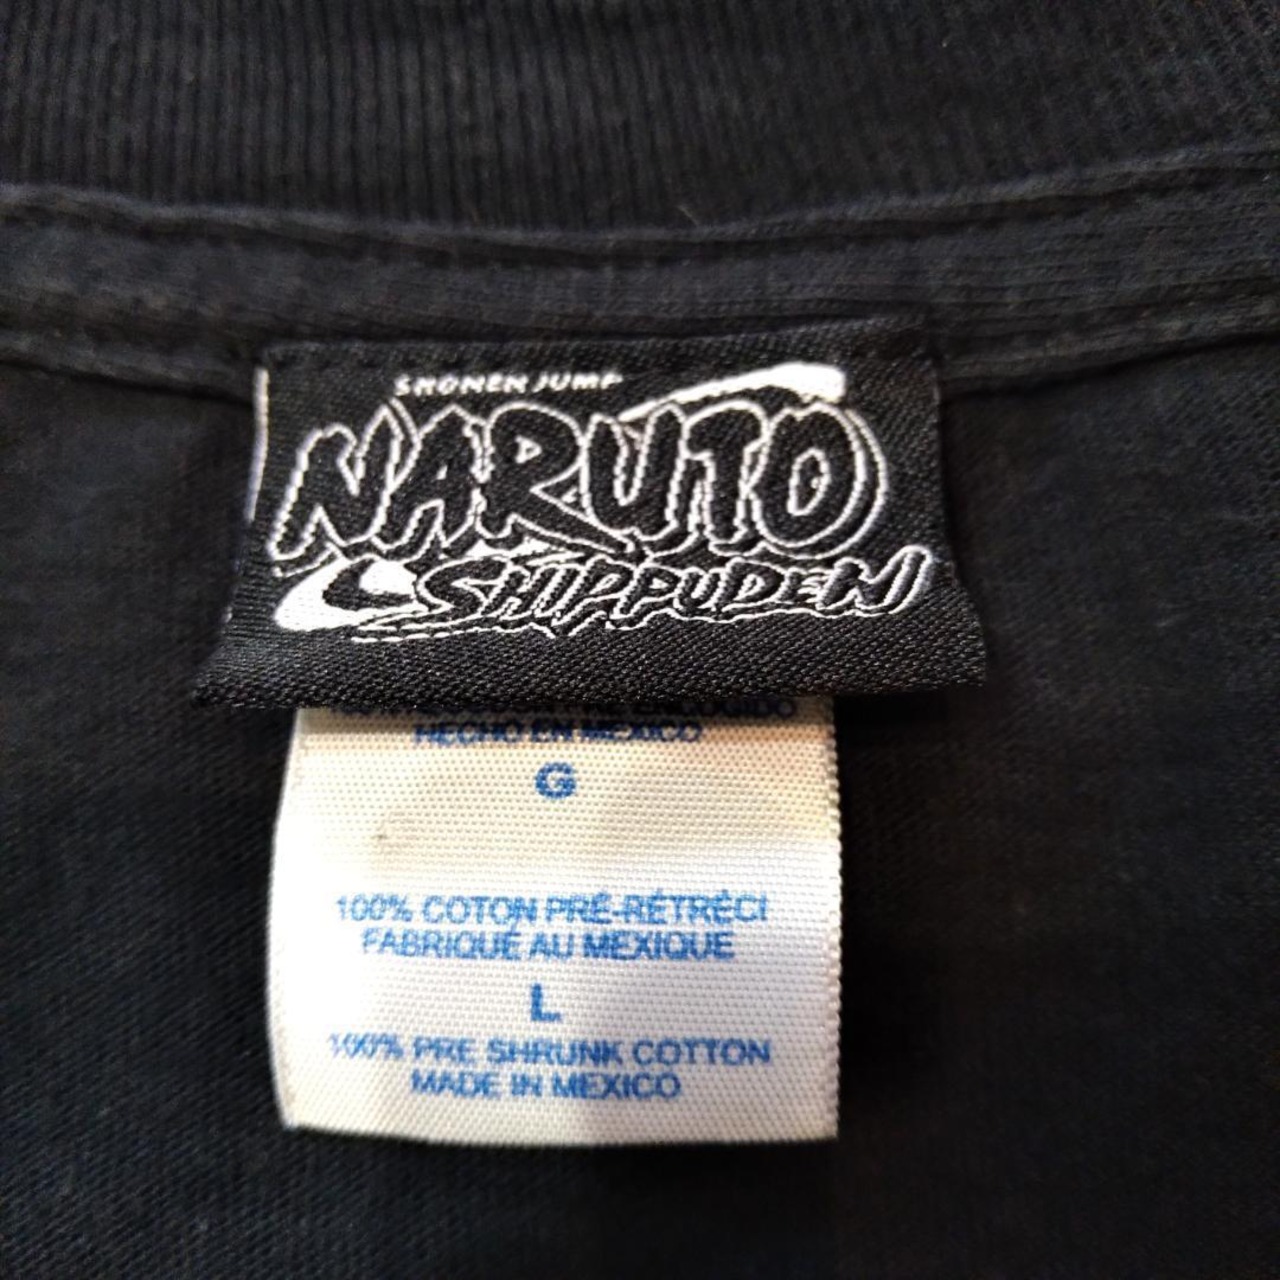 SHONEN JUMP
NARUTO
SHIPPUDEN
ENCOGIDO
HECHO EN MEXICO
G
100% COTON PRÉ-RÉTRÉCI
FABRIQUÉ AU MEXIQUE
L
100% PRE SHRUNK COTTON
MADE IN MEXICO